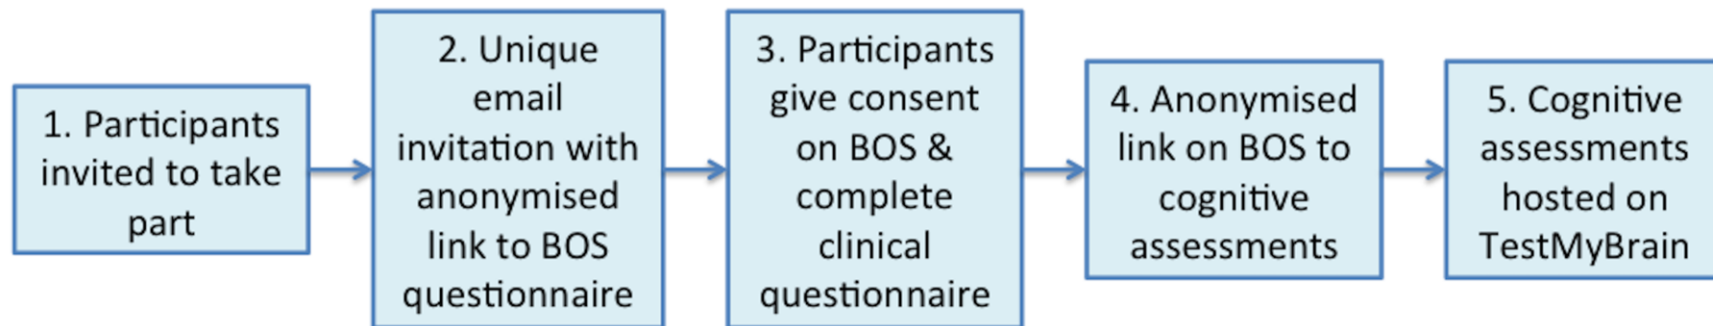 1. Participants
invited to take
part
2. Unique
email
invitation with
anonymised
link to BOS
questionnaire
3. Participants
give consent
on BOS &
complete
clinical
questionnaire
4. Anonymised
link on BOS to
cognitive
assessments
5. Cognitive
assessments
hosted on
TestMyBrain